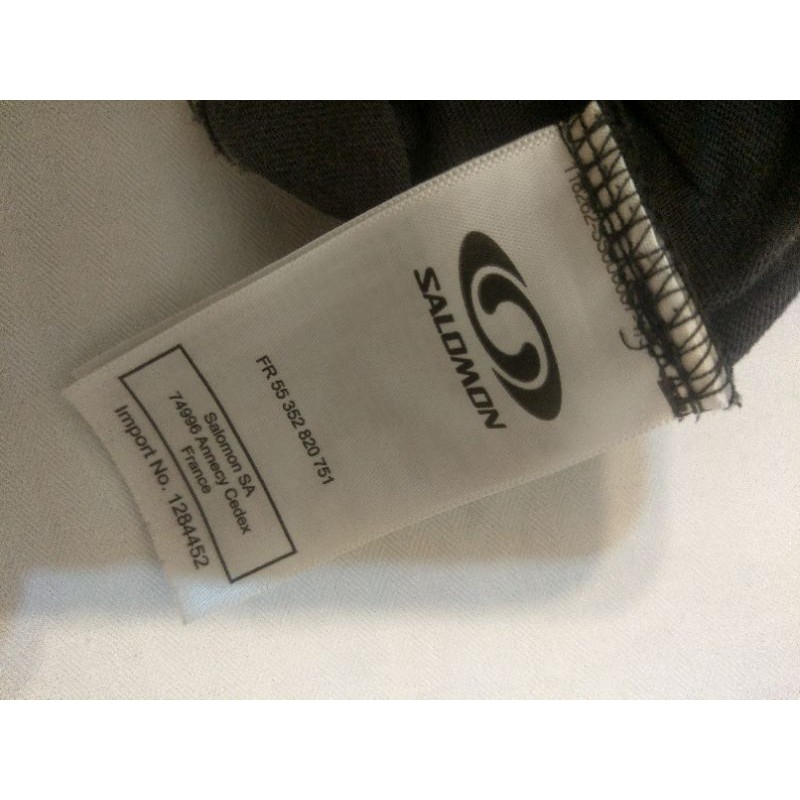 SALOMON
FR 55 352 820 751
Salomon SA
74996 Annecy Cedex
France
Import No. 1284452